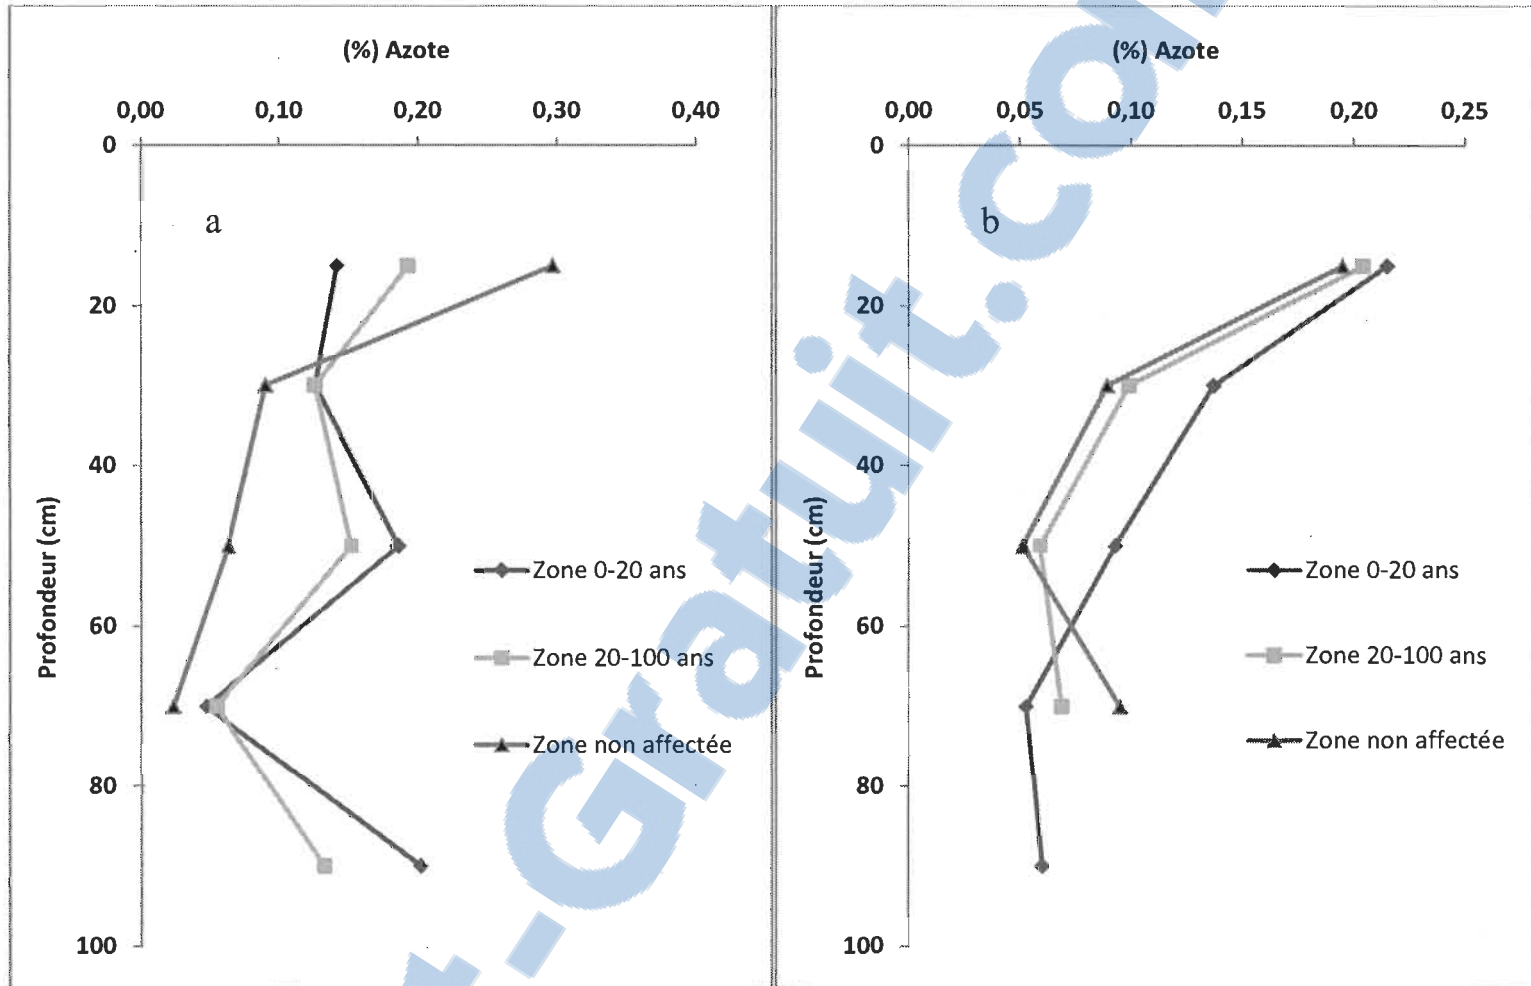 (%) Azote
0,00 0,10 0,20 0,30 0,40
0
20
40
60
80
100
Profondeur (cm)
a
Zone 0-20 ans
Zone 20-100 ans
Zone non affectée
(%) Azote
0,00 0,05 0,10 0,15 0,20 0,25
0
20
40
60
80
100
Profondeur (cm)
b
Zone 0-20 ans
Zone 20-100 ans
Zone non affectée
t-Gratuit.com